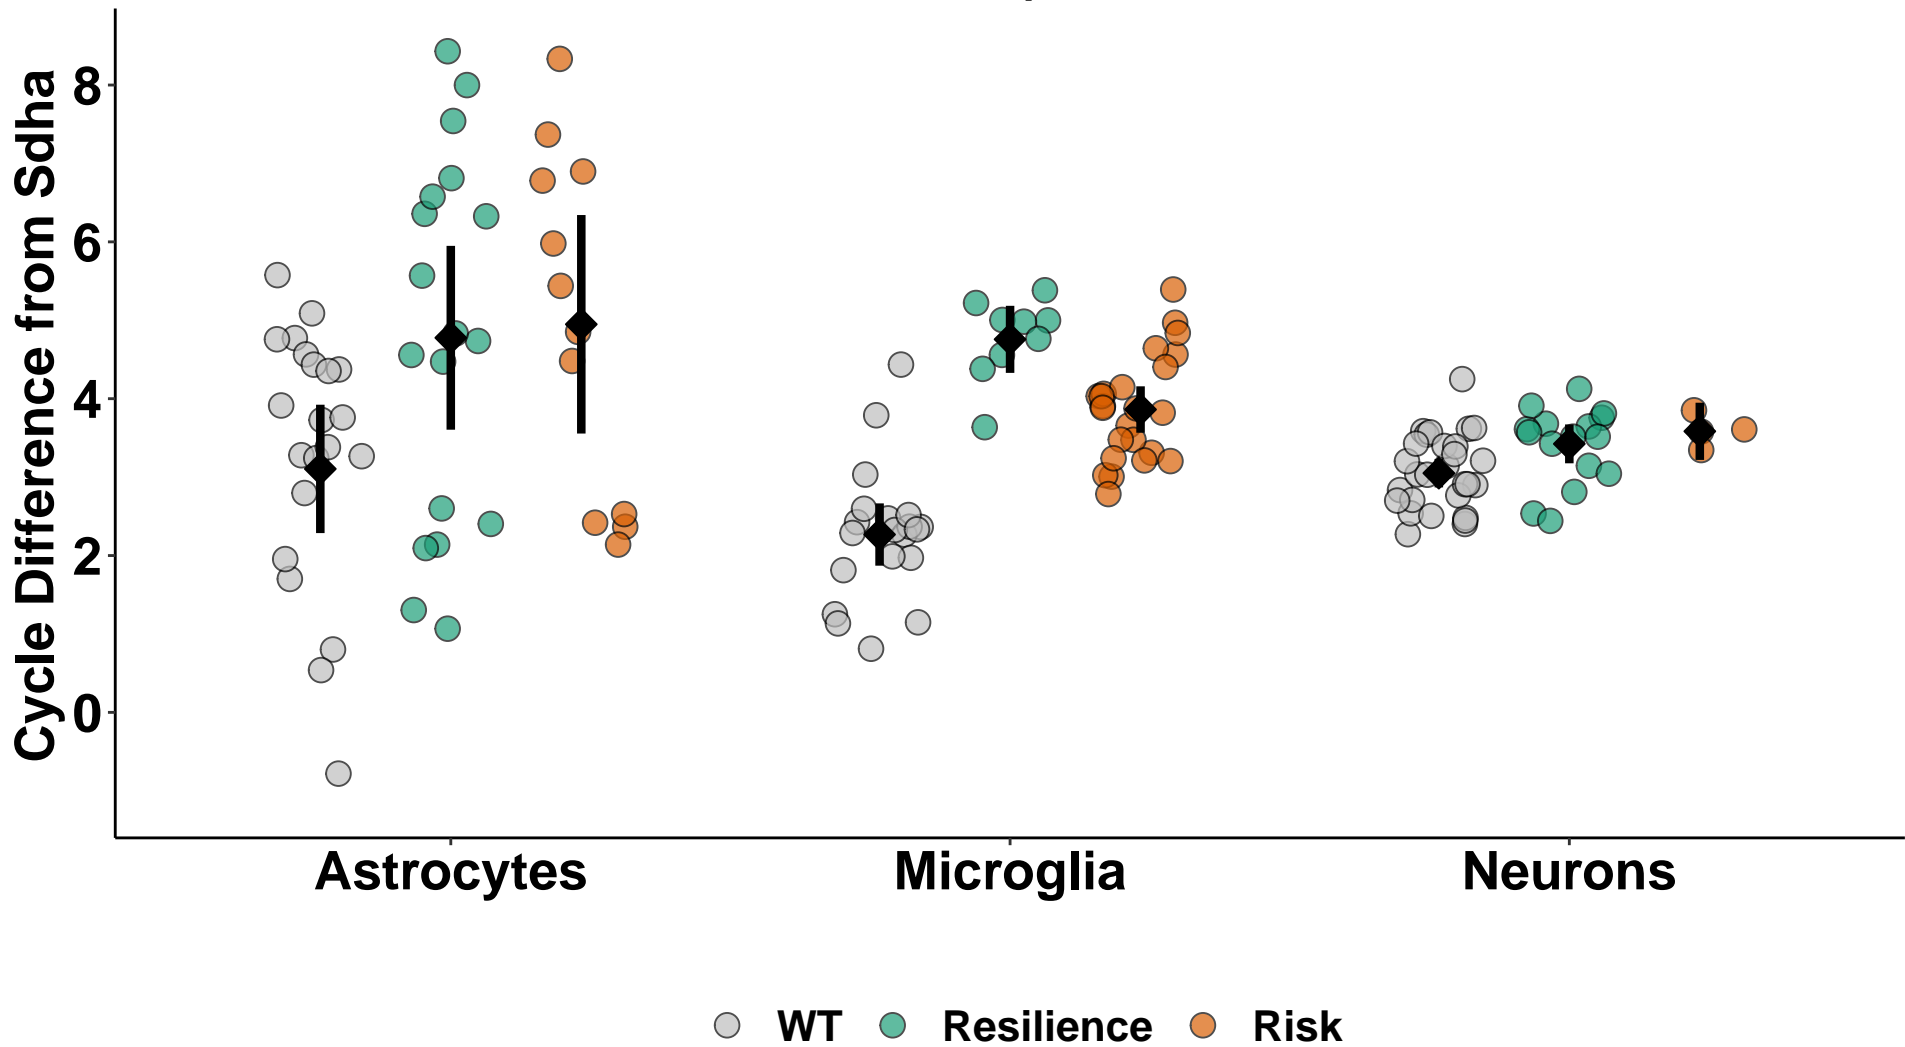 Cycle Difference from Sdha
8
6
4
2
0
Astrocytes Microglia Neurons
WT Resilience Risk